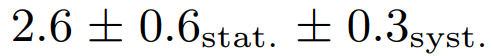 2.6 ± 0.6stat. ± 0.3syst.